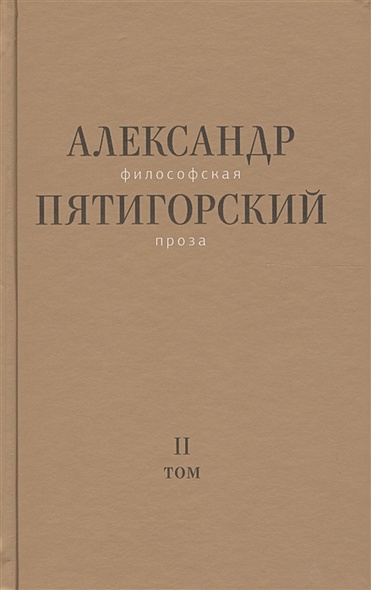 АЛЕКСАНДР
философская
ПЯТИГОРСКИЙ
проза
II
ТОМ